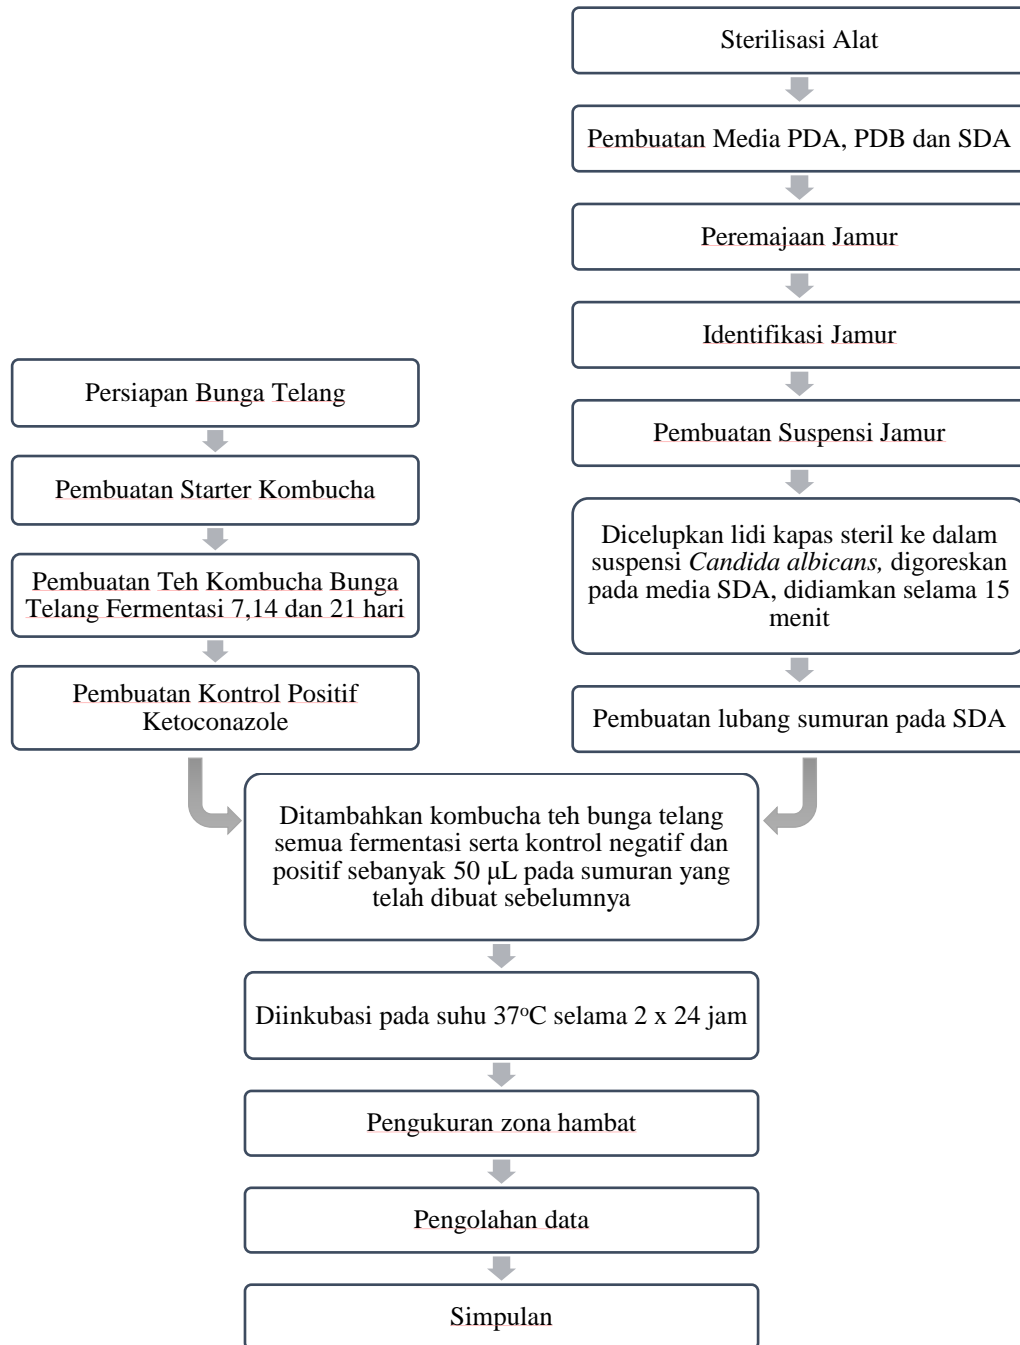 Sterilisasi Alat
Pembuatan Media PDA, PDB dan SDA
Peremajaan Jamur
Identifikasi Jamur
Pembuatan Suspensi Jamur
Dicelupkan lidi kapas steril ke dalam
suspensi Candida albicans, digoreskan
pada media SDA, didiamkan selama 15
menit
Pembuatan lubang sumuran pada SDA
Persiapan Bunga Telang
Pembuatan Starter Kombucha
Pembuatan Teh Kombucha Bunga
Telang Fermentasi 7,14 dan 21 hari
Pembuatan Kontrol Positif
Ketoconazole
Ditambahkan kombucha teh bunga telang
semua fermentasi serta kontrol negatif dan
positif sebanyak 50 μL pada sumuran yang
telah dibuat sebelumnya
Diinkubasi pada suhu 37°C selama 2 x 24 jam
Pengukuran zona hambat
Pengolahan data
Simpulan